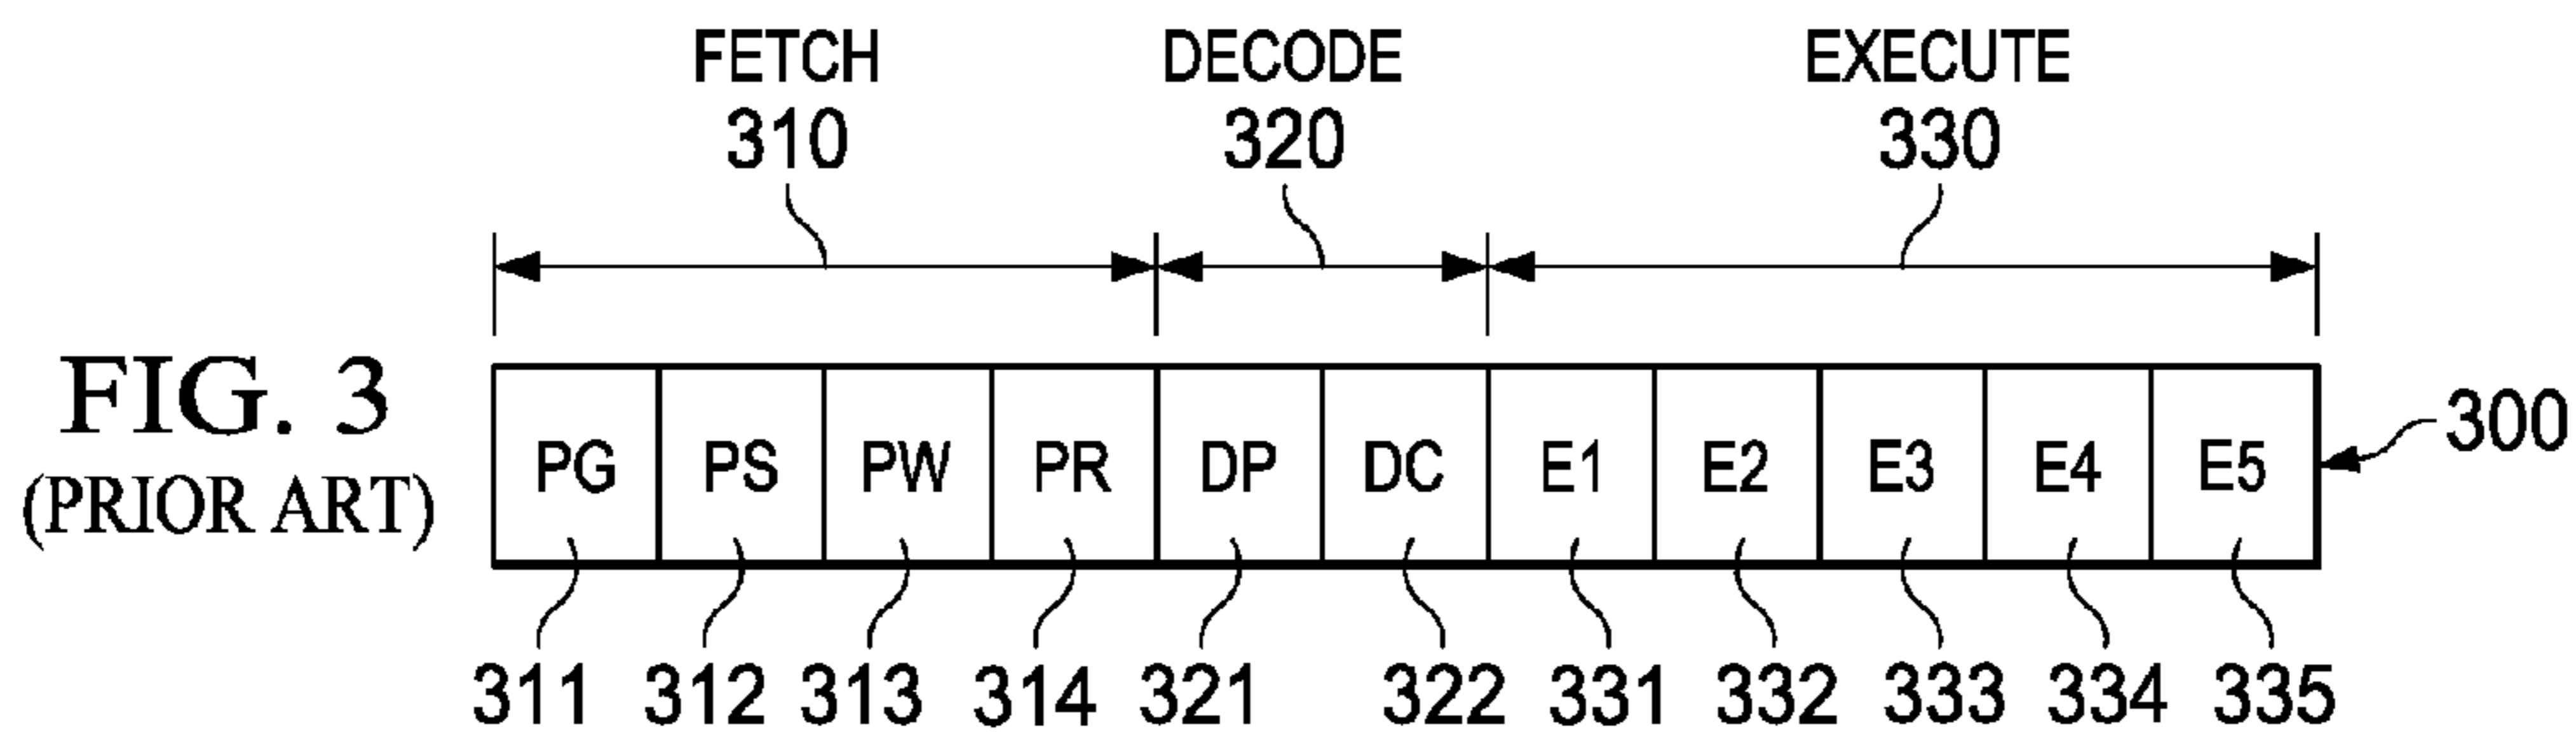 FETCH DECODE EXECUTE
310 320 330
FIG. 3
(PRIOR ART)
PG PS PW PR DP DC E1 E2 E3 E4 E5
300
311 312 313 314 321 322 331 332 333 334 335